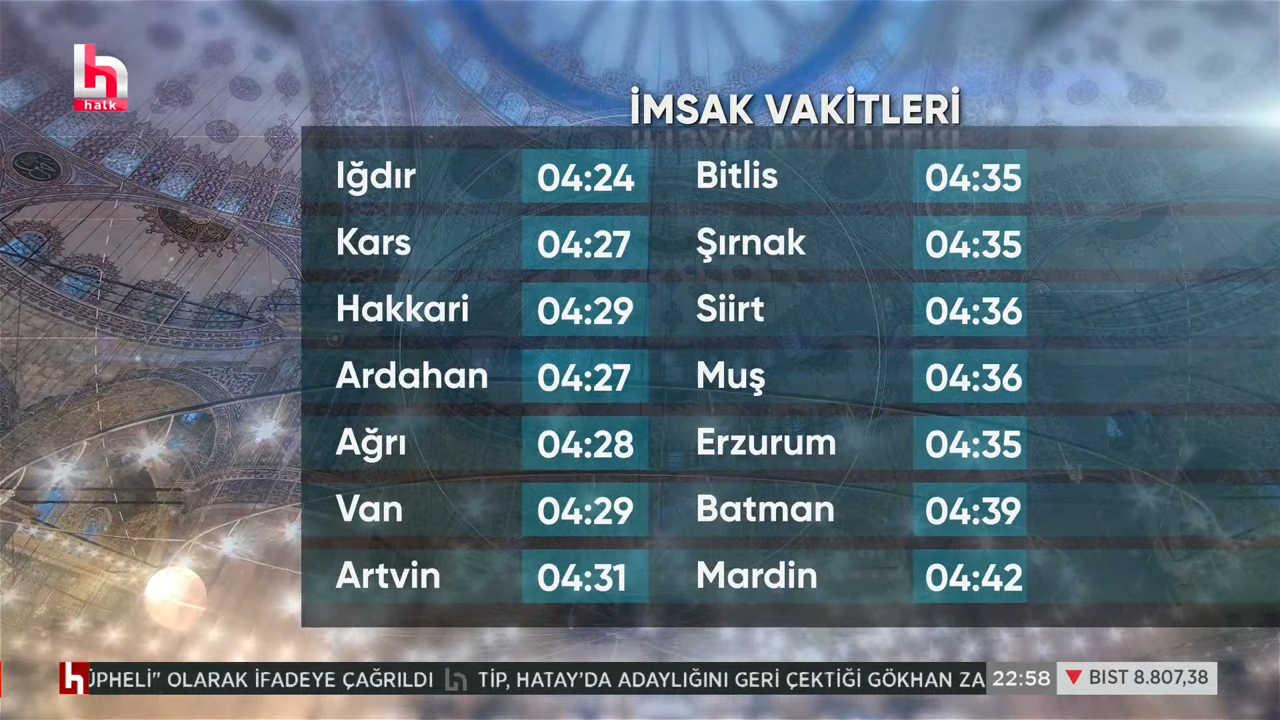 h
halk
İMSAK VAKİTLERİ
Iğdır 04:24 Bitlis 04:35
Kars 04:27 Şırnak 04:35
Hakkari 04:29 Siirt 04:36
Ardahan 04:27 Muş 04:36
Ağrı 04:28 Erzurum 04:35
Van 04:29 Batman 04:39
Artvin 04:31 Mardin 04:42
h ÜPHELİ" OLARAK İFADEYE ÇAĞRILDI h TİP, HATAY'DA ADAYLIĞINI GERİ ÇEKTİĞİ GÖKHAN ZA 22:58 ▼ BIST 8.807,38